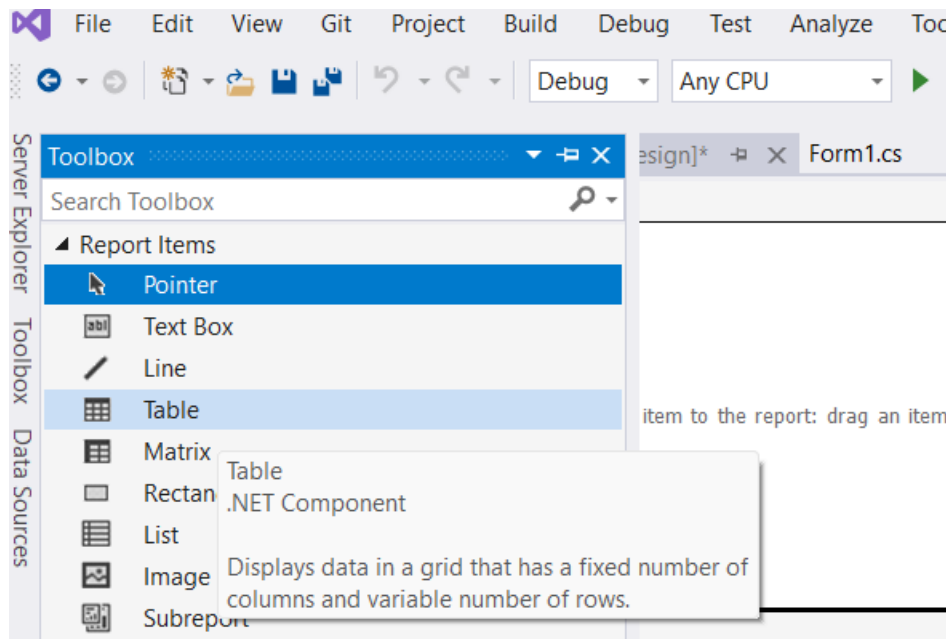 File Edit View Git Project Build Debug Test Analyze
Debug Any CPU
Server Explorer
Toolbox
Data Sources
Toolbox
esign]* Form1.cs
Search Toolbox
Report Items
Pointer
abl Text Box
Line
Table
item to the report: drag an item
Matrix
Rectan
List
Image
Subreport
Table
.NET Component
Displays data in a grid that has a fixed number of
columns and variable number of rows.